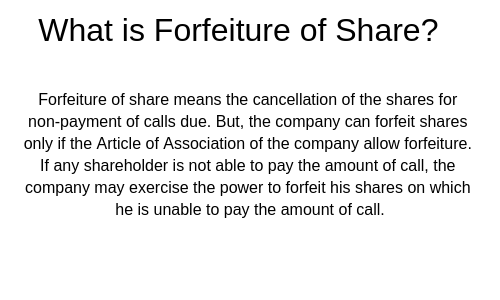 What is Forfeiture of Share?
Forfeiture of share means the cancellation of the shares for
non-payment of calls due. But, the company can forfeit shares
only if the Article of Association of the company allow forfeiture.
If any shareholder is not able to pay the amount of call, the
company may exercise the power to forfeit his shares on which
he is unable to pay the amount of call.